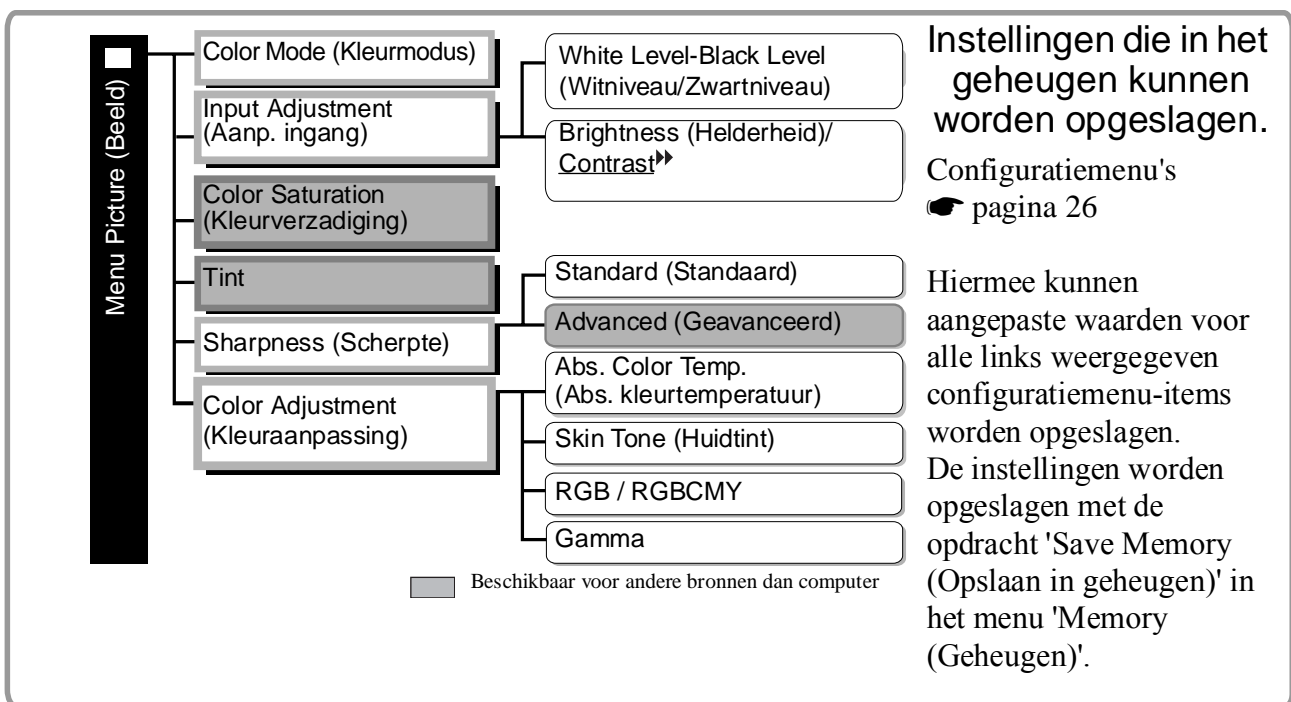 Menu Picture (Beeld)
Color Mode (Kleurmodus)
Input Adjustment
(Aanp. ingang)
Color Saturation
(Kleurverzadiging)
Tint
Sharpness (Scherpte)
Color Adjustment
(Kleuraanpassing)
White Level-Black Level
(Witniveau/Zwartniveau)
Brightness (Helderheid)/
Contrast
Standard (Standaard)
Advanced (Geavanceerd)
Abs. Color Temp.
(Abs. kleurtemperatuur)
Skin Tone (Huidtint)
RGB / RGBCMY
Gamma
Beschikbaar voor andere bronnen dan computer
Instellingen die in het
geheugen kunnen
worden opgeslagen.
Configuratiemenu's
☛ pagina 26
Hiermee kunnen
aangepaste waarden voor
alle links weergegeven
configuratiemenu-items
worden opgeslagen.
De instellingen worden
opgeslagen met de
opdracht 'Save Memory
(Opslaan in geheugen)' in
het menu 'Memory
(Geheugen)'.